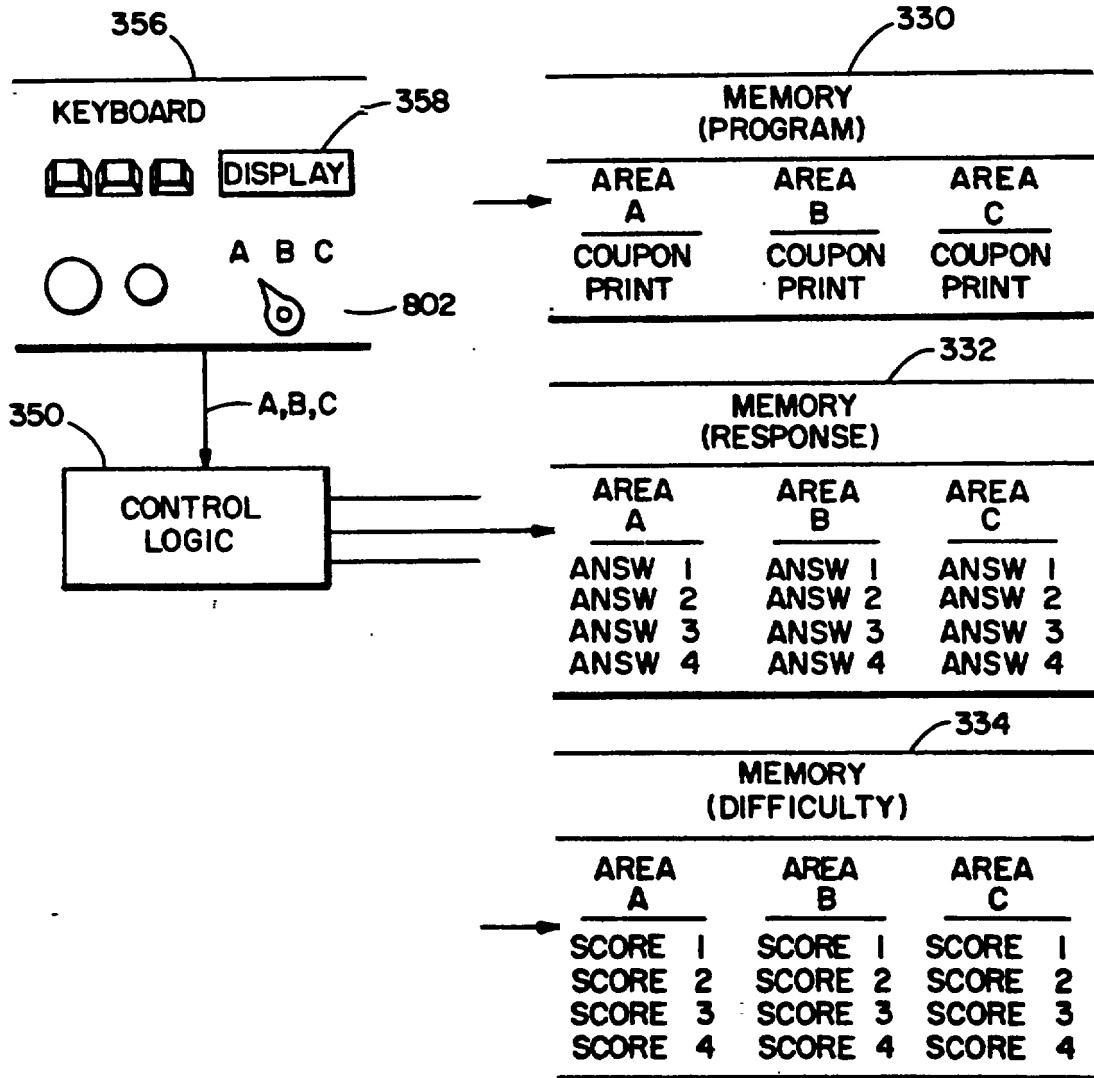 356
KEYBOARD
358
DISPLAY
A B C
802
A,B,C
350
CONTROL
LOGIC
330
MEMORY
(PROGRAM)
AREA AREA AREA
A B C
COUPON COUPON COUPON
PRINT PRINT PRINT
332
MEMORY
(RESPONSE)
AREA AREA AREA
A B C
ANSW 1 ANSW 1 ANSW 1
ANSW 2 ANSW 2 ANSW 2
ANSW 3 ANSW 3 ANSW 3
ANSW 4 ANSW 4 ANSW 4
334
MEMORY
(DIFFICULTY)
AREA AREA AREA
A B C
SCORE 1 SCORE 1 SCORE 1
SCORE 2 SCORE 2 SCORE 2
SCORE 3 SCORE 3 SCORE 3
SCORE 4 SCORE 4 SCORE 4